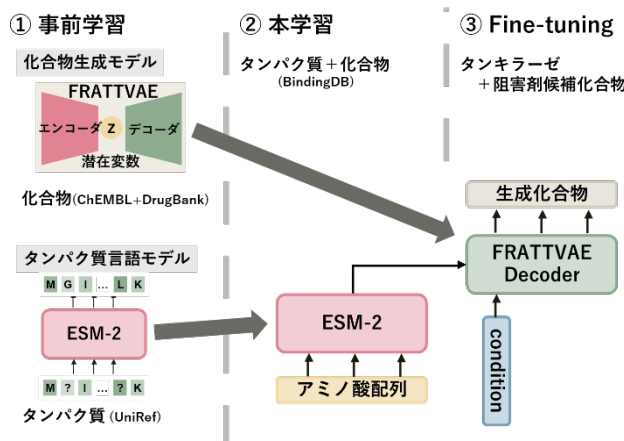 ① 事前学習
化合物生成モデル
FRATTVAE
エンコーダ Z デコーダ
潜在変数
化合物(ChEMBL+DrugBank)
タンパク質言語モデル
M G I ... L K
ESM-2
M ? I ... ? K
タンパク質 (UniRef)
② 本学習
タンパク質+化合物
(BindingDB)
ESM-2
アミノ酸配列
③ Fine-tuning
タンキラーゼ
+阻害剤候補化合物
生成化合物
FRATTVAE
Decoder
condition